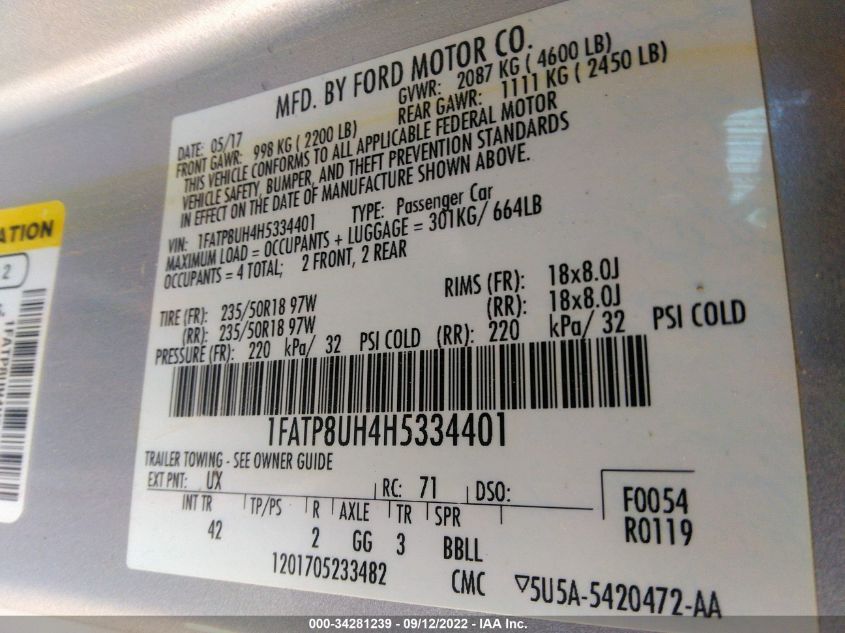 MFD. BY FORD MOTOR CO.
DATE: 05/17 GVWR: 2087 KG ( 4600 LB)
FRONT GAWR: 998 KG ( 2200 LB) REAR GAWR: 1111 KG ( 2450 LB)
THIS VEHICLE CONFORMS TO ALL APPLICABLE FEDERAL MOTOR
VEHICLE SAFETY, BUMPER, AND THEFT PREVENTION STANDARDS
IN EFFECT ON THE DATE OF MANUFACTURE SHOWN ABOVE.
VIN: 1FATP8UH4H5334401 TYPE: Passenger Car
MAXIMUM LOAD = OCCUPANTS + LUGGAGE = 301KG/ 664LB
OCCUPANTS = 4 TOTAL; 2 FRONT, 2 REAR
TIRE (FR): 235/50R18 97W RIMS (FR): 18x8.0J
(RR): 235/50R18 97W (RR): 18x8.0J
PRESSURE (FR): 220 kPa/ 32 PSI COLD (RR): 220 kPa/ 32 PSI COLD
1FATP8UH4H5334401
TRAILER TOWING - SEE OWNER GUIDE
EXT PNT: UX RC: 71 DSO:
INT TR TP/PS R AXLE TR SPR
42 2 GG 3 BBLL
F0054
R0119
1201705233482 CMC ▽5U5A-5420472-AA
ATION
2
000-34281239 - 09/12/2022 - IAA Inc.